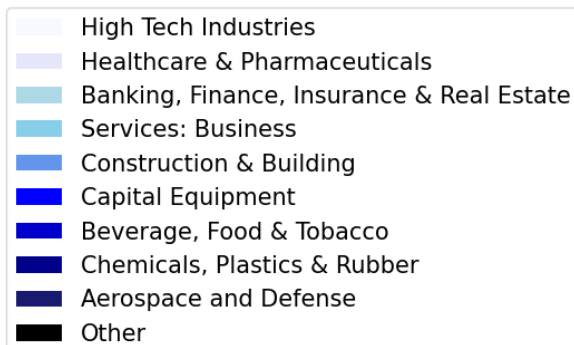 High Tech Industries
Healthcare & Pharmaceuticals
Banking, Finance, Insurance & Real Estate
Services: Business
Construction & Building
Capital Equipment
Beverage, Food & Tobacco
Chemicals, Plastics & Rubber
Aerospace and Defense
Other